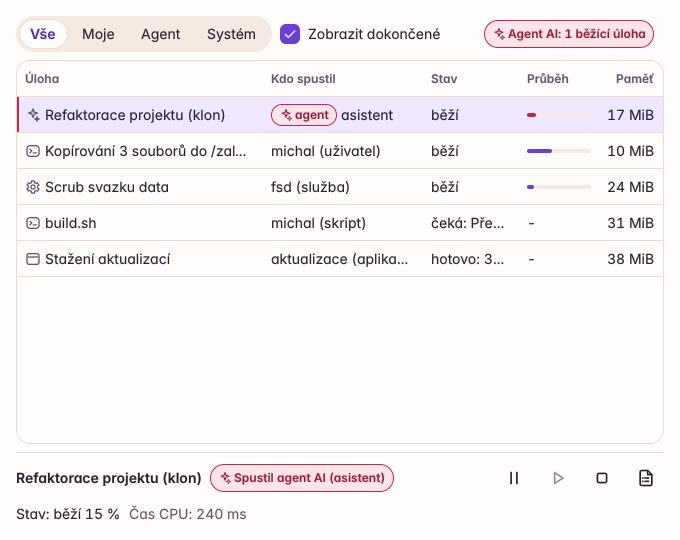 Vše Moje Agent Systém Zobrazit dokončené Agent AI: 1 běžící úloha
Úloha Kdo spustil Stav Průběh Paměť
Refaktorace projektu (klon) agent asistent běží 17 MiB
Kopírování 3 souborů do /zal... michal (uživatel) běží 10 MiB
Scrub svazku data fsd (služba) běží 24 MiB
build.sh michal (skript) čeká: Pře... - 31 MiB
Stažení aktualizací aktualizace (aplika... hotovo: 3... - 38 MiB
Refaktorace projektu (klon) Spustil agent AI (asistent)
Stav: běží 15 % Čas CPU: 240 ms